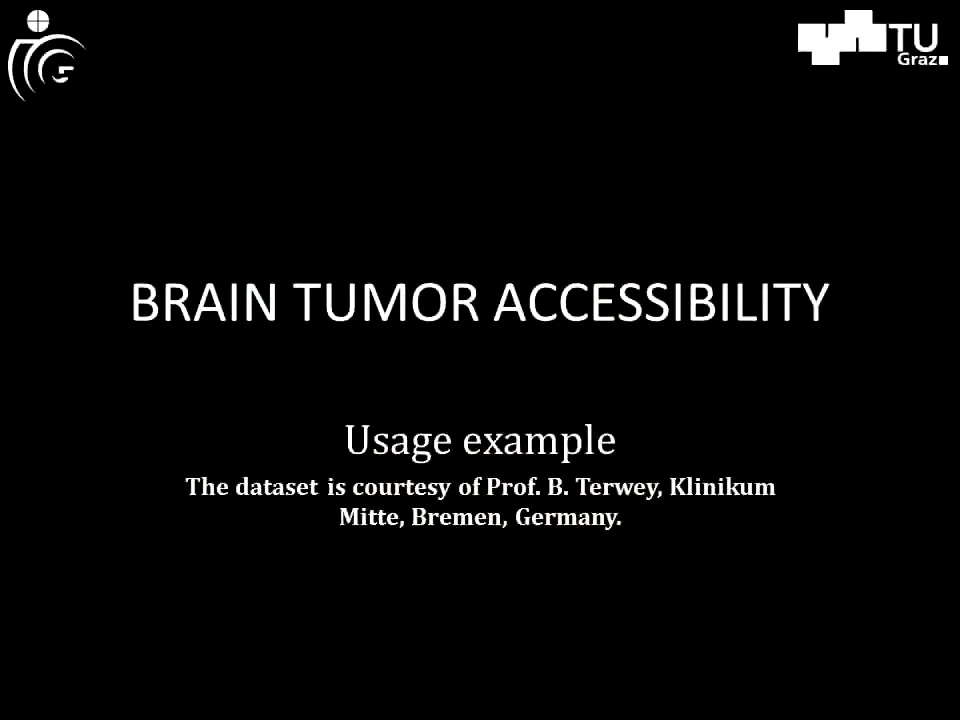 TU
Graz
BRAIN TUMOR ACCESSIBILITY
Usage example
The dataset is courtesy of Prof. B. Terwey, Klinikum
Mitte, Bremen, Germany.